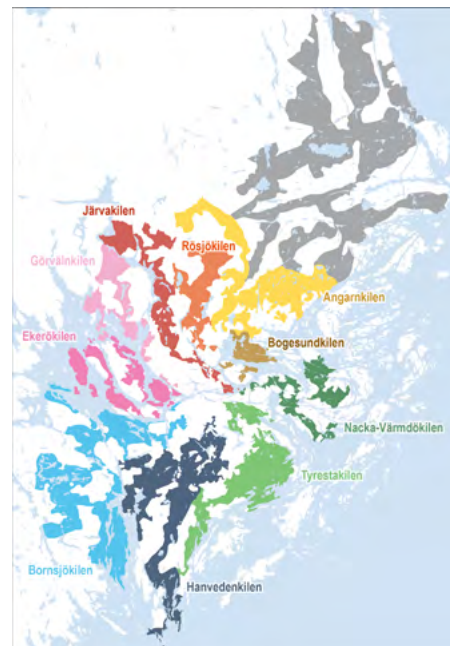 Järvakilen
Rösjökilen
Görvälnkilen
Angarnkilen
Ekerökilen
Bogesundkilen
Nacka-Värmdökilen
Tyrestakilen
Bornsjökilen
Hanvedenkilen